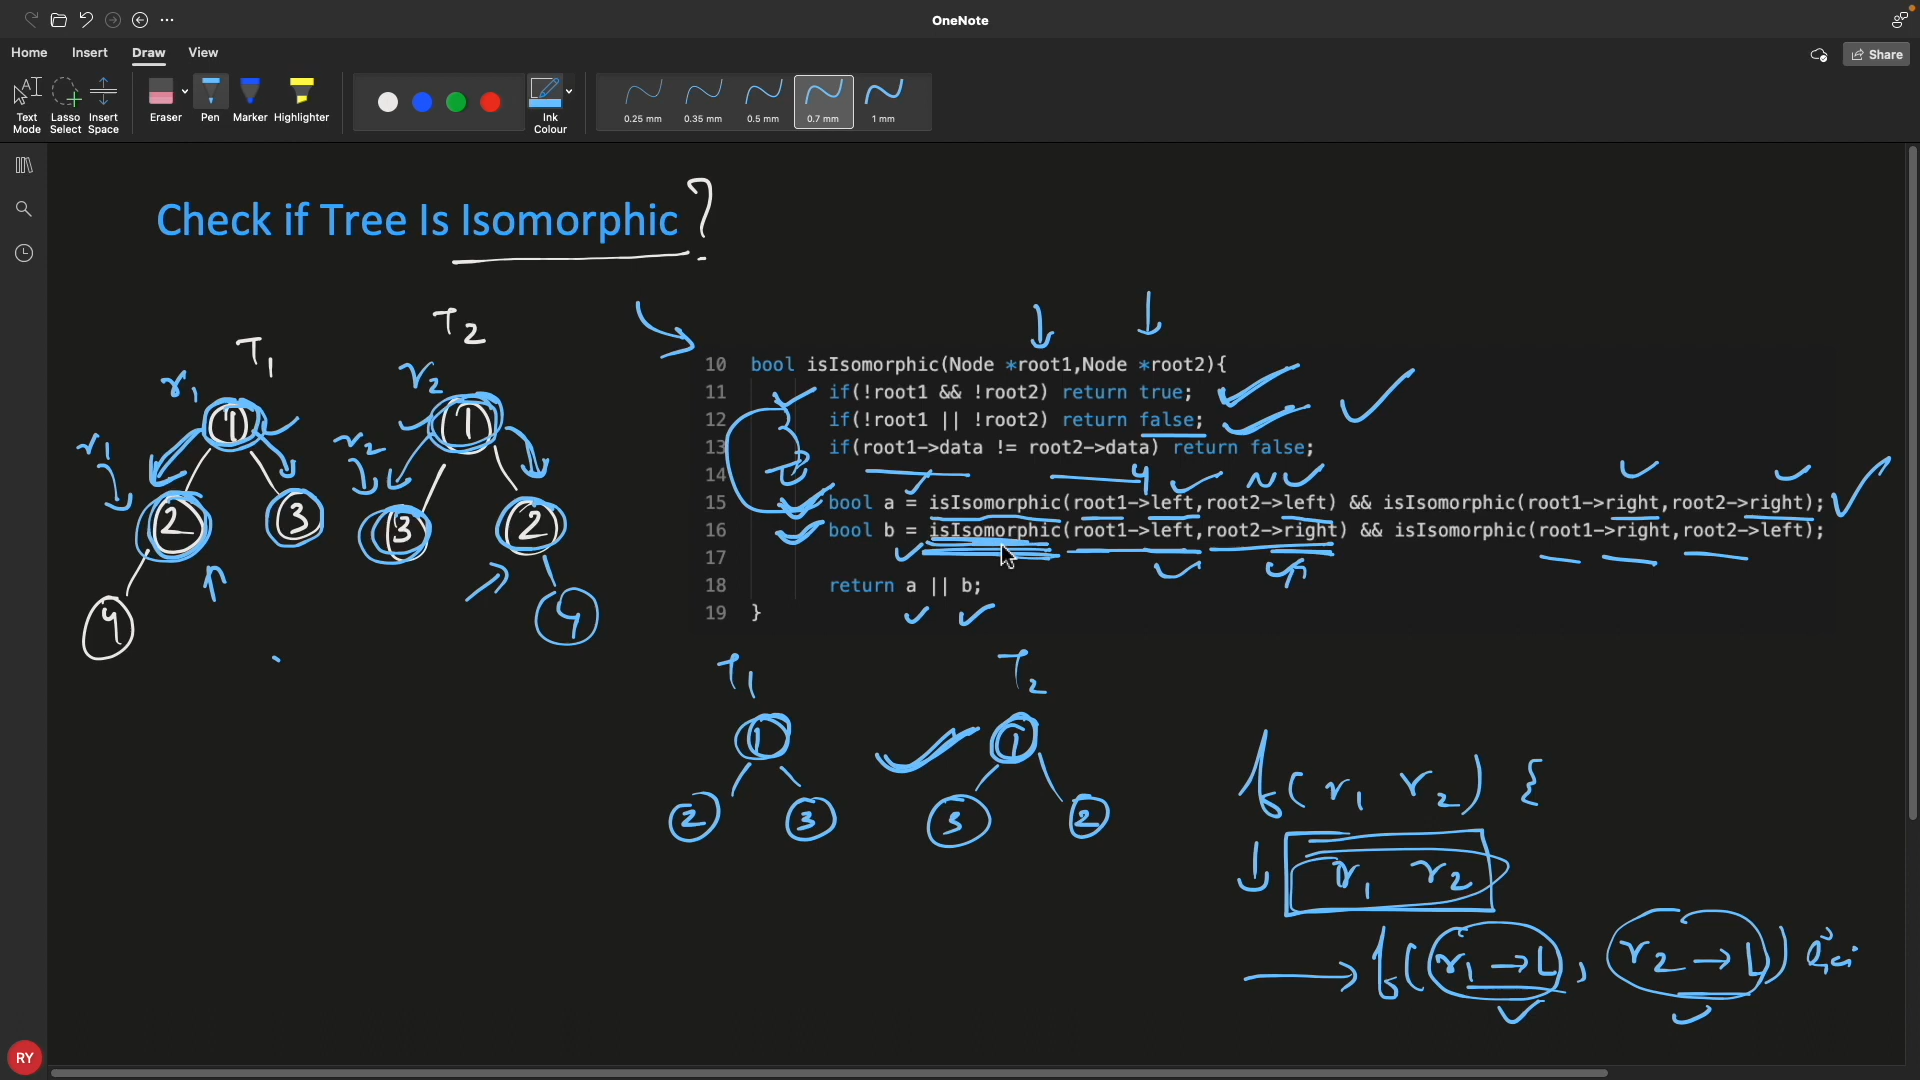 OneNote
Home Insert Draw View
Share
Text Mode
Lasso Select
Insert Space
Eraser
Pen
Marker
Highlighter
Ink Colour
0.25 mm
0.35 mm
0.5 mm
0.7 mm
1 mm
Check if Tree Is Isomorphic ?
T1
T2
r1
r2
1
1
r1
r2
2
3
3
2
4
4
10 bool isIsomorphic(Node *root1,Node *root2){
11 if(!root1 && !root2) return true;
12 if(!root1 || !root2) return false;
13 if(root1->data != root2->data) return false;
14
15 bool a = isIsomorphic(root1->left,root2->left) && isIsomorphic(root1->right,root2->right);
16 bool b = isIsomorphic(root1->left,root2->right) && isIsomorphic(root1->right,root2->left);
17
18 return a || b;
19 }
T1
T2
1
1
2
3
3
2
f( r1 r2 ) {
r1 r2
f( r1 → L , r2 → L )
RY